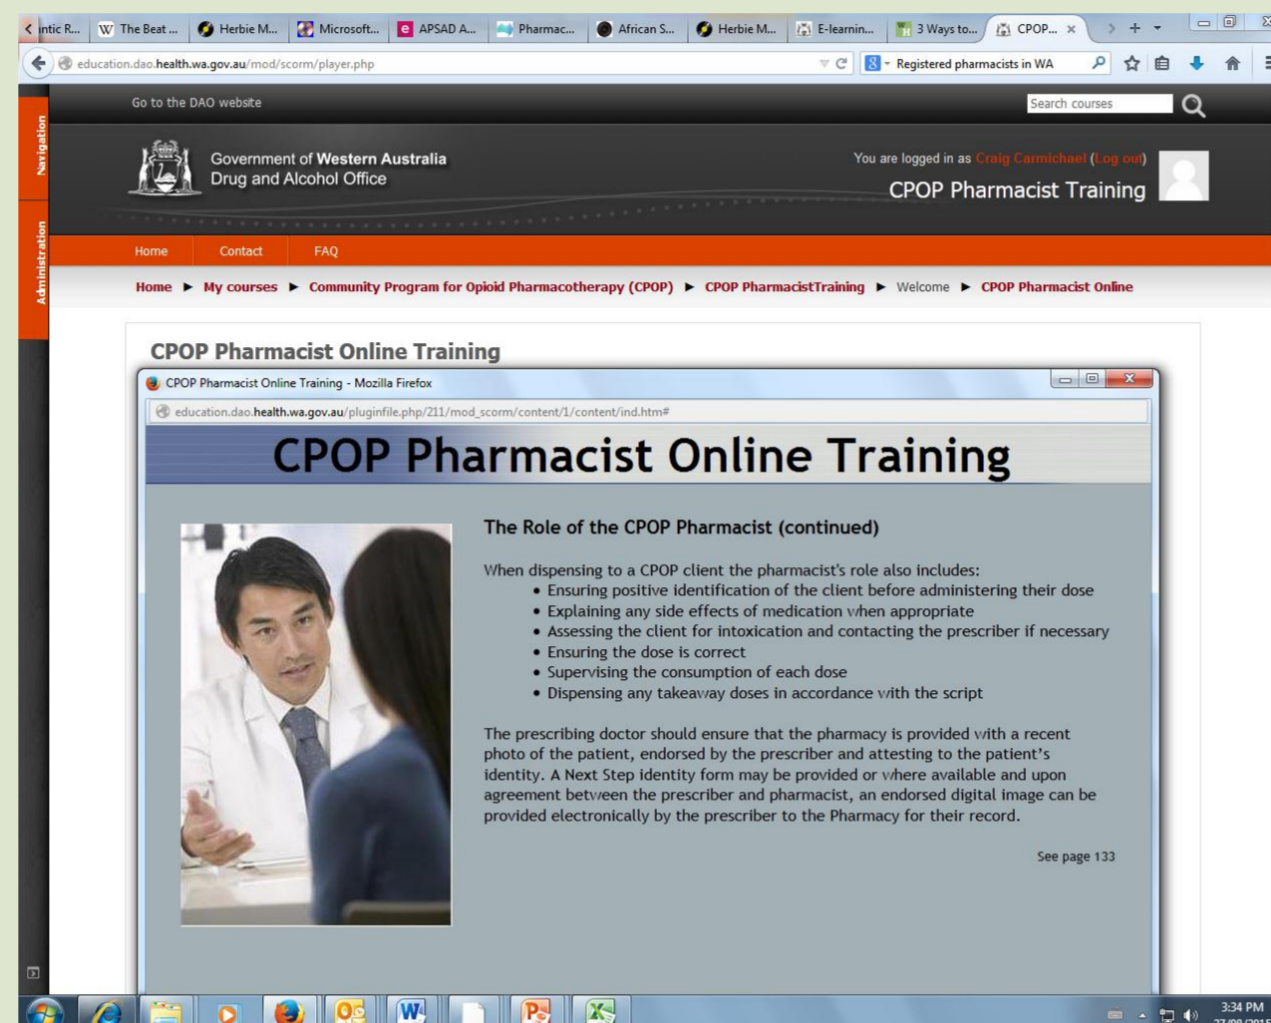 ntic R...
The Beat ...
Herbie M...
Microsoft...
APSAD A...
Pharmac...
African S...
Herbie M...
E-learnin...
3 Ways to...
CPOP...
education.dao.health.wa.gov.au/mod/scorm/player.php
Registered pharmacists in WA
Go to the DAO website
Search courses
Navigation
Administration
Government of Western Australia
Drug and Alcohol Office
You are logged in as Craig Carmichael (Log out)
CPOP Pharmacist Training
Home Contact FAQ
Home ► My courses ► Community Program for Opioid Pharmacotherapy (CPOP) ► CPOP PharmacistTraining ► Welcome ► CPOP Pharmacist Online
CPOP Pharmacist Online Training
CPOP Pharmacist Online Training - Mozilla Firefox
education.dao.health.wa.gov.au/pluginfile.php/211/mod_scorm/content/1/content/ind.htm#
CPOP Pharmacist Online Training
The Role of the CPOP Pharmacist (continued)
When dispensing to a CPOP client the pharmacist's role also includes:
• Ensuring positive identification of the client before administering their dose
• Explaining any side effects of medication when appropriate
• Assessing the client for intoxication and contacting the prescriber if necessary
• Ensuring the dose is correct
• Supervising the consumption of each dose
• Dispensing any takeaway doses in accordance with the script
The prescribing doctor should ensure that the pharmacy is provided with a recent
photo of the patient, endorsed by the prescriber and attesting to the patient's
identity. A Next Step identity form may be provided or where available and upon
agreement between the prescriber and pharmacist, an endorsed digital image can be
provided electronically by the prescriber to the Pharmacy for their record.
See page 133
3:34 PM